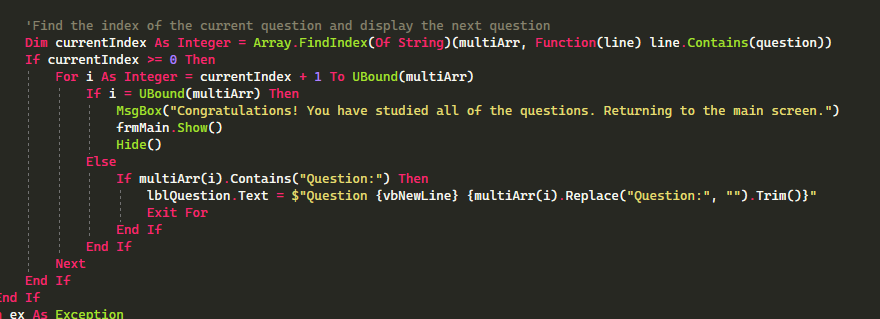 'Find the index of the current question and display the next question
Dim currentIndex As Integer = Array.FindIndex(Of String)(multiArr, Function(line) line.Contains(question))
If currentIndex >= 0 Then
For i As Integer = currentIndex + 1 To UBound(multiArr)
If i = UBound(multiArr) Then
MsgBox("Congratulations! You have studied all of the questions. Returning to the main screen.")
frmMain.Show()
Hide()
Else
If multiArr(i).Contains("Question:") Then
lblQuestion.Text = $"Question {vbNewLine} {multiArr(i).Replace("Question:", "").Trim()}"
Exit For
End If
End If
Next
End If
End If
ex As Exception